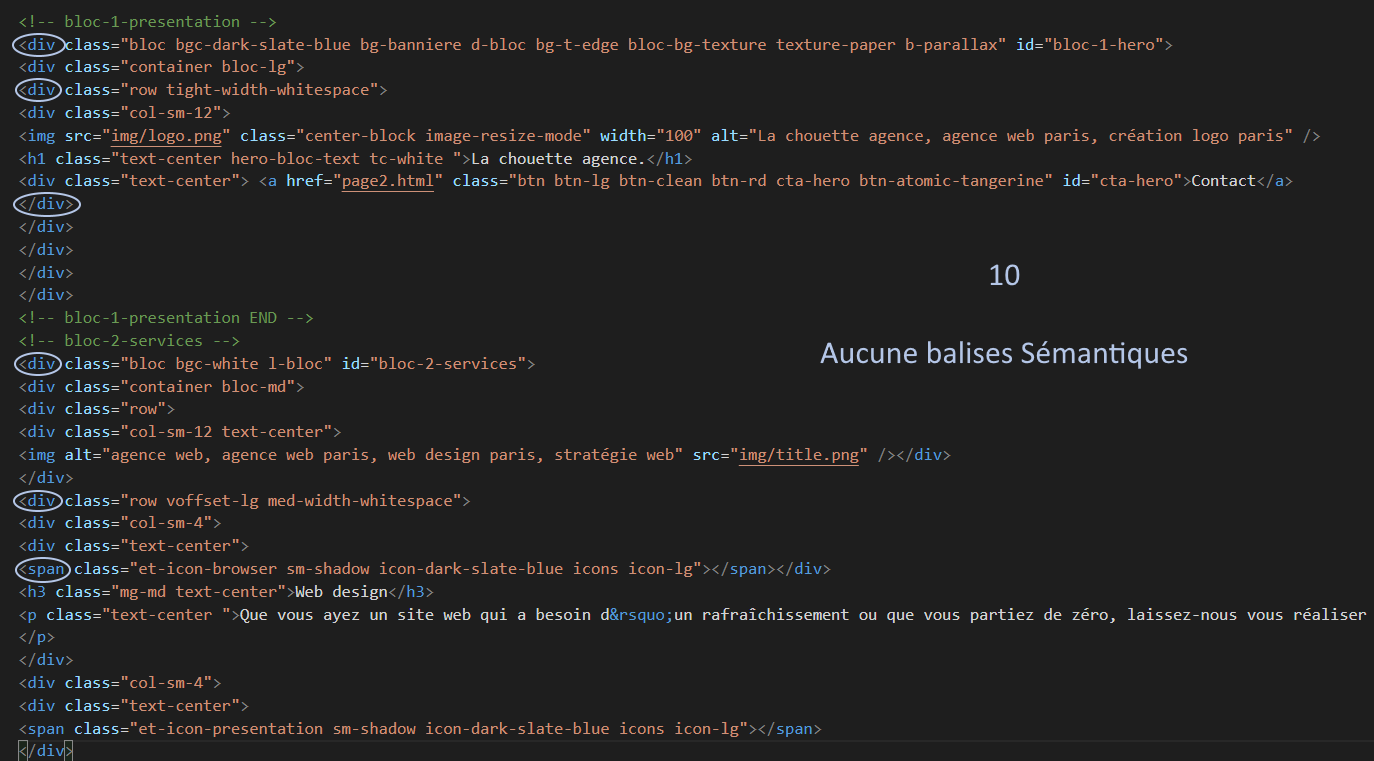 <!-- bloc-1-presentation -->
<div class="bloc bgc-dark-slate-blue bg-banniere d-bloc bg-t-edge bloc-bg-texture texture-paper b-parallax" id="bloc-1-hero">
<div class="container bloc-lg">
<div class="row tight-width-whitespace">
<div class="col-sm-12">
<img src="img/logo.png" class="center-block image-resize-mode" width="100" alt="La chouette agence, agence web paris, création logo paris" />
<h1 class="text-center hero-bloc-text tc-white ">La chouette agence.</h1>
<div class="text-center"> <a href="page2.html" class="btn btn-lg btn-clean btn-rd cta-hero btn-atomic-tangerine" id="cta-hero">Contact</a>
</div>
</div>
</div>
</div>
</div>
10
<!-- bloc-1-presentation END -->
<!-- bloc-2-services -->
Aucune balises Sémantiques
<div class="bloc bgc-white l-bloc" id="bloc-2-services">
<div class="container bloc-md">
<div class="row">
<div class="col-sm-12 text-center">
<img alt="agence web, agence web paris, web design paris, stratégie web" src="img/title.png" /></div>
</div>
<div class="row voffset-lg med-width-whitespace">
<div class="col-sm-4">
<div class="text-center">
<span class="et-icon-browser sm-shadow icon-dark-slate-blue icons icon-lg"></span></div>
<h3 class="mg-md text-center">Web design</h3>
<p class="text-center ">Que vous ayez un site web qui a besoin d&rsquo;un rafraîchissement ou que vous partiez de zéro, laissez-nous vous réaliser
</p>
</div>
<div class="col-sm-4">
<div class="text-center">
<span class="et-icon-presentation sm-shadow icon-dark-slate-blue icons icon-lg"></span>
</div>